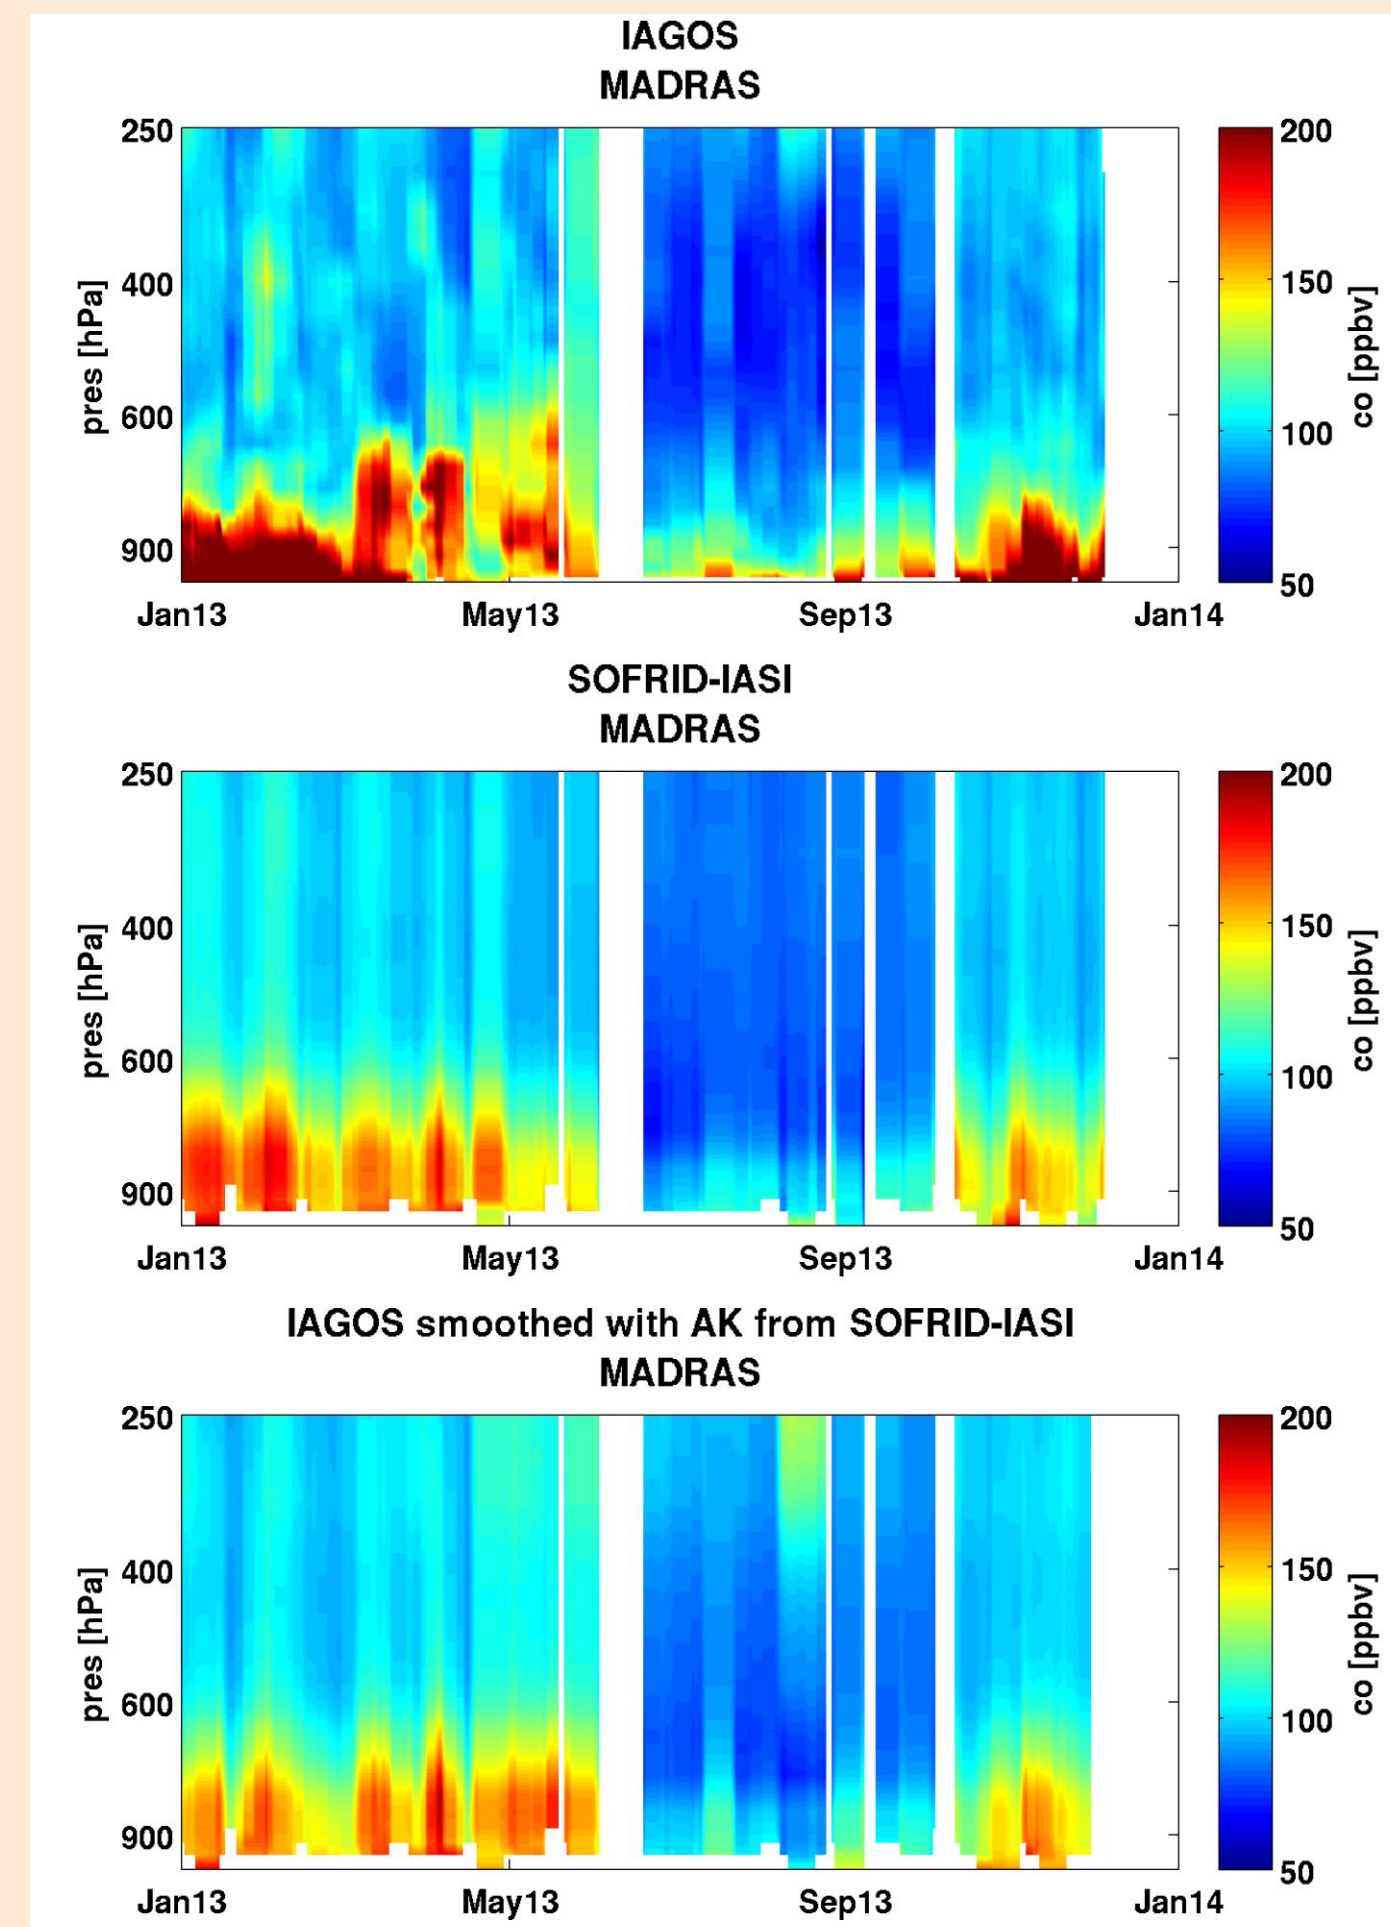 IAGOS
MADRAS
250
400
600
900
pres [hPa]
Jan13 May13 Sep13 Jan14
200
150
100
50
CO [ppbv]
SOFRID-IASI
MADRAS
250
400
600
900
pres [hPa]
Jan13 May13 Sep13 Jan14
200
150
100
50
CO [ppbv]
IAGOS smoothed with AK from SOFRID-IASI
MADRAS
250
400
600
900
pres [hPa]
Jan13 May13 Sep13 Jan14
200
150
100
50
CO [ppbv]